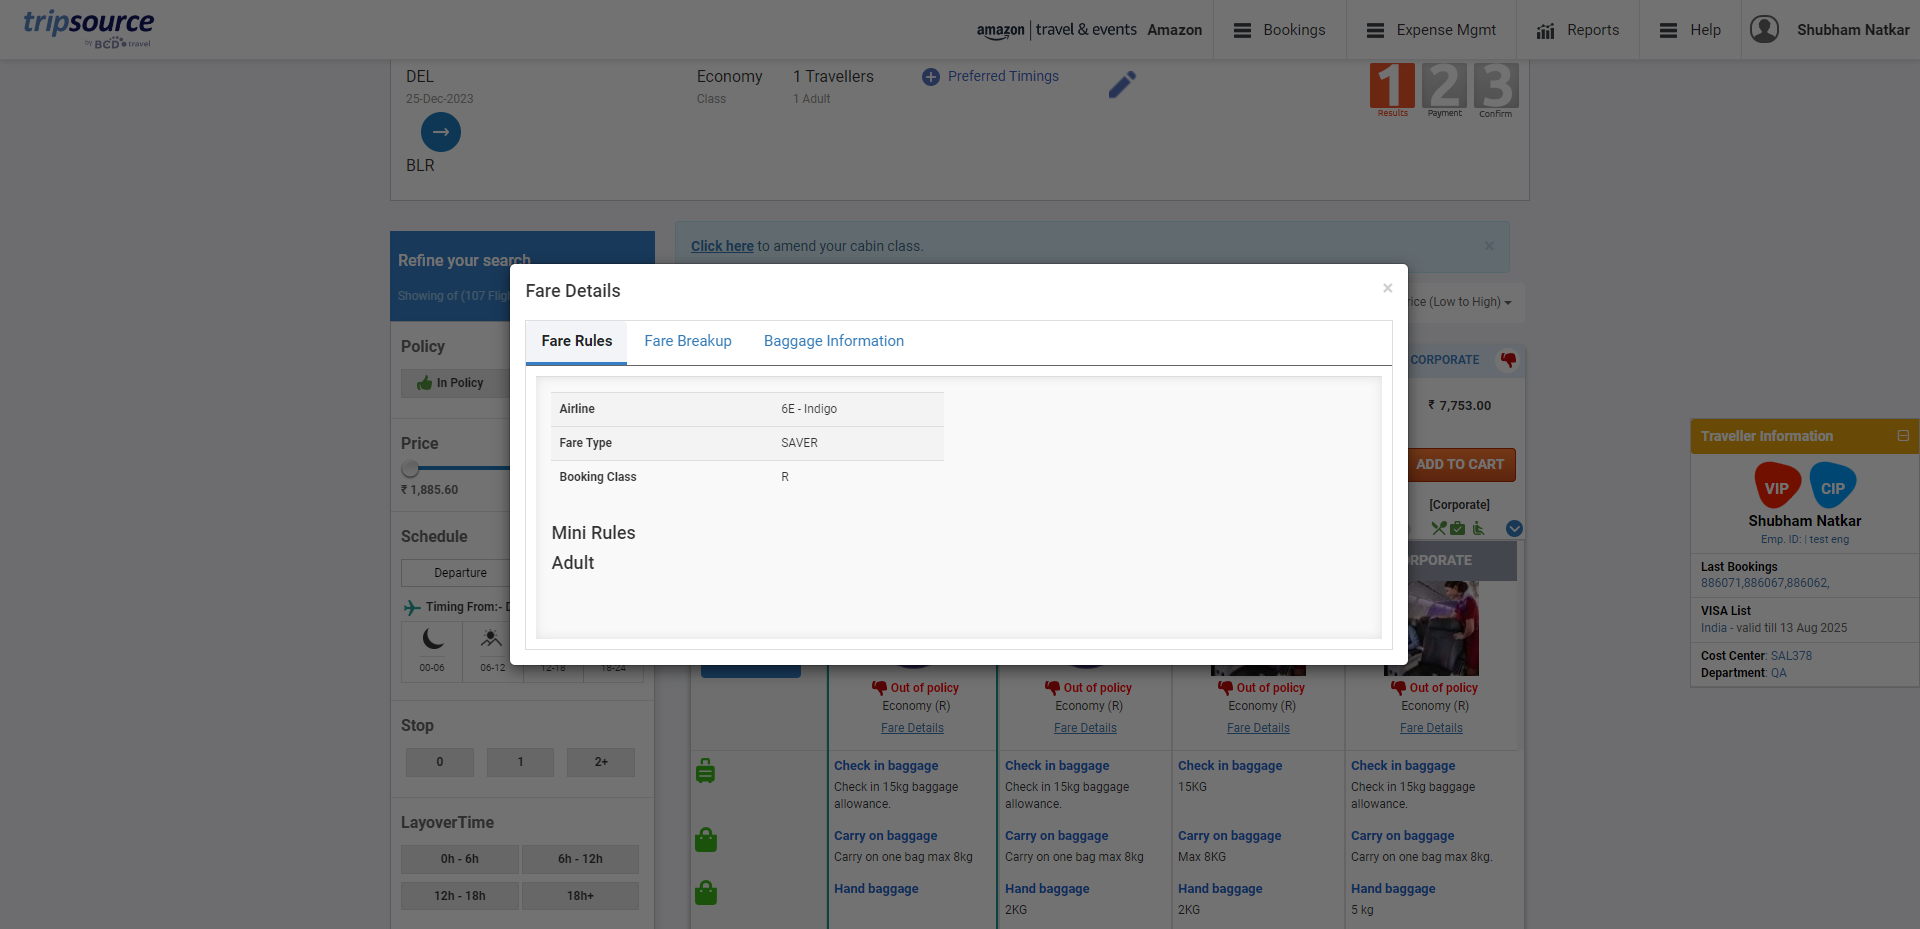 tripsource
by BCD travel
amazon | travel & events
Amazon
Bookings
Expense Mgmt
Reports
Help
Shubham Natkar
DEL
25-Dec-2023
BLR
Economy
Class
1 Travellers
1 Adult
Preferred Timings
1
2
3
Results
Payment
Confirm
Refine your search
Showing of (107 Flig
Click here to amend your cabin class.
×
rice (Low to High)
Fare Details
×
Fare Rules
Fare Breakup
Baggage Information
Airline
6E - Indigo
Fare Type
SAVER
Booking Class
R
Mini Rules
Adult
Policy
In Policy
Price
₹ 1,885.60
Schedule
Departure
Timing From:- D
00-06
06-12
12-18
18-24
Stop
0
1
2+
LayoverTime
0h - 6h
6h - 12h
12h - 18h
18h+
CORPORATE
₹ 7,753.00
ADD TO CART
[Corporate]
RPORATE
Out of policy
Economy (R)
Fare Details
Out of policy
Economy (R)
Fare Details
Out of policy
Economy (R)
Fare Details
Out of policy
Economy (R)
Fare Details
Check in baggage
Check in 15kg baggage
allowance.
Check in baggage
Check in 15kg baggage
allowance.
Check in baggage
15KG
Check in baggage
Check in 15kg baggage
allowance.
Carry on baggage
Carry on one bag max 8kg
Carry on baggage
Carry on one bag max 8kg
Carry on baggage
Max 8KG
Carry on baggage
Carry on one bag max 8kg.
Hand baggage
Hand baggage
2KG
Hand baggage
2KG
Hand baggage
5 kg
Traveller Information
VIP
CIP
Shubham Natkar
Emp. ID: | test eng
Last Bookings
886071,886067,886062,
VISA List
India - valid till 13 Aug 2025
Cost Center: SAL378
Department: QA